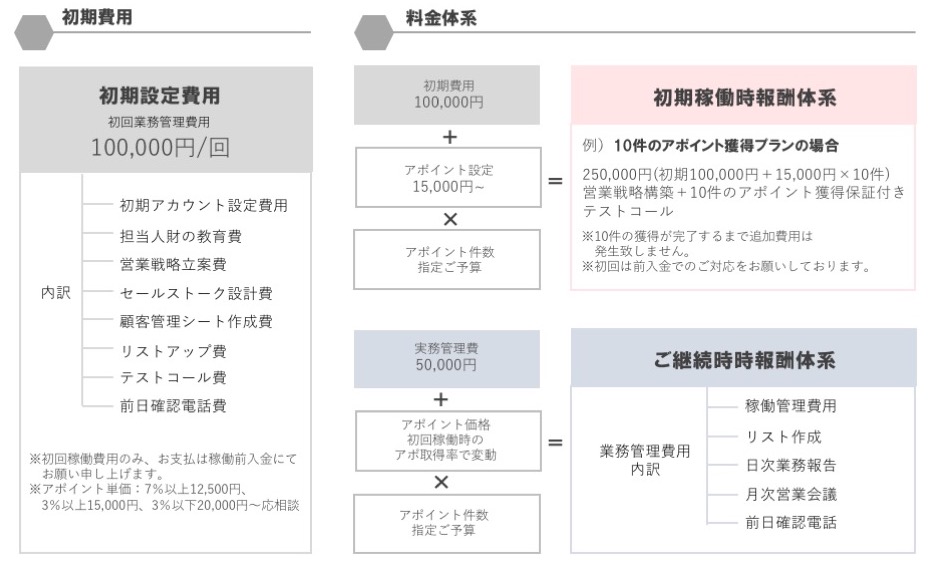 初期費用
初期設定費用
初回業務管理費用
100,000円/回
内訳
初期アカウント設定費用
担当人財の教育費
営業戦略立案費
セールストーク設計費
顧客管理シート作成費
リストアップ費
テストコール費
前日確認電話費
※初回稼働費用のみ、お支払は稼働前入金にて
お願い申し上げます。
※アポイント単価：7%以上12,500円、
3%以上15,000円、3%以下20,000円〜応相談
料金体系
初期費用
100,000円
+
アポイント設定
15,000円~
×
アポイント件数
指定ご予算
=
初期稼働時報酬体系
例）10件のアポイント獲得プランの場合
250,000円(初期100,000円＋15,000円×10件)
営業戦略構築＋10件のアポイント獲得保証付き
テストコール
※10件の獲得が完了するまで追加費用は
発生致しません。
※初回は前入金でのご対応をお願いしております。
実務管理費
50,000円
+
アポイント価格
初回稼働時の
アポ取得率で変動
×
アポイント件数
指定ご予算
=
ご継続時時報酬体系
業務管理費用
内訳
稼働管理費用
リスト作成
日次業務報告
月次営業会議
前日確認電話